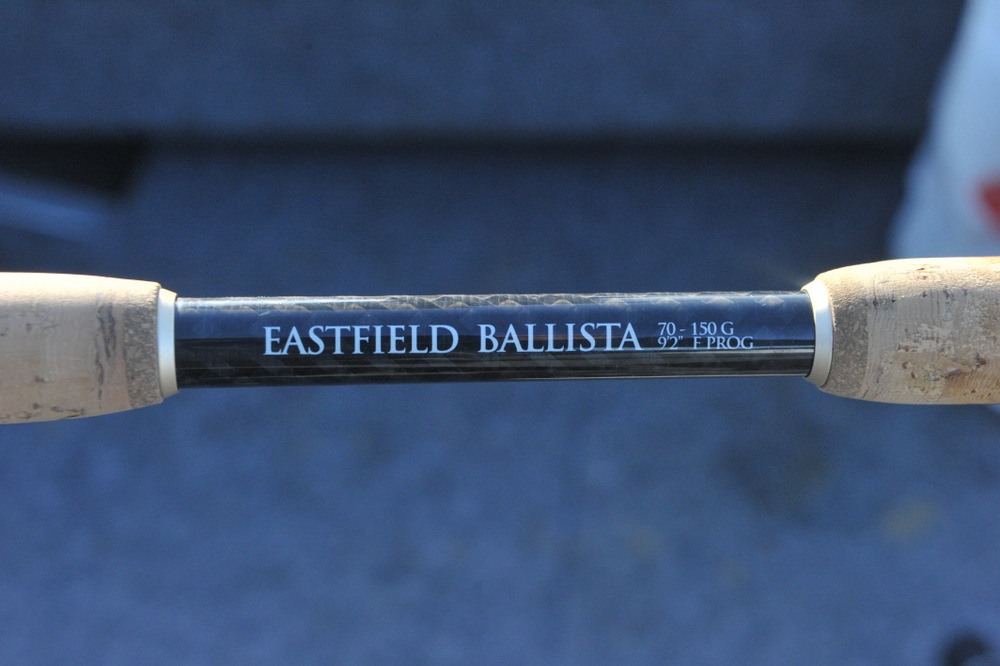 EASTFIELD BALLISTA
70 - 150 G
9'2" F PROG